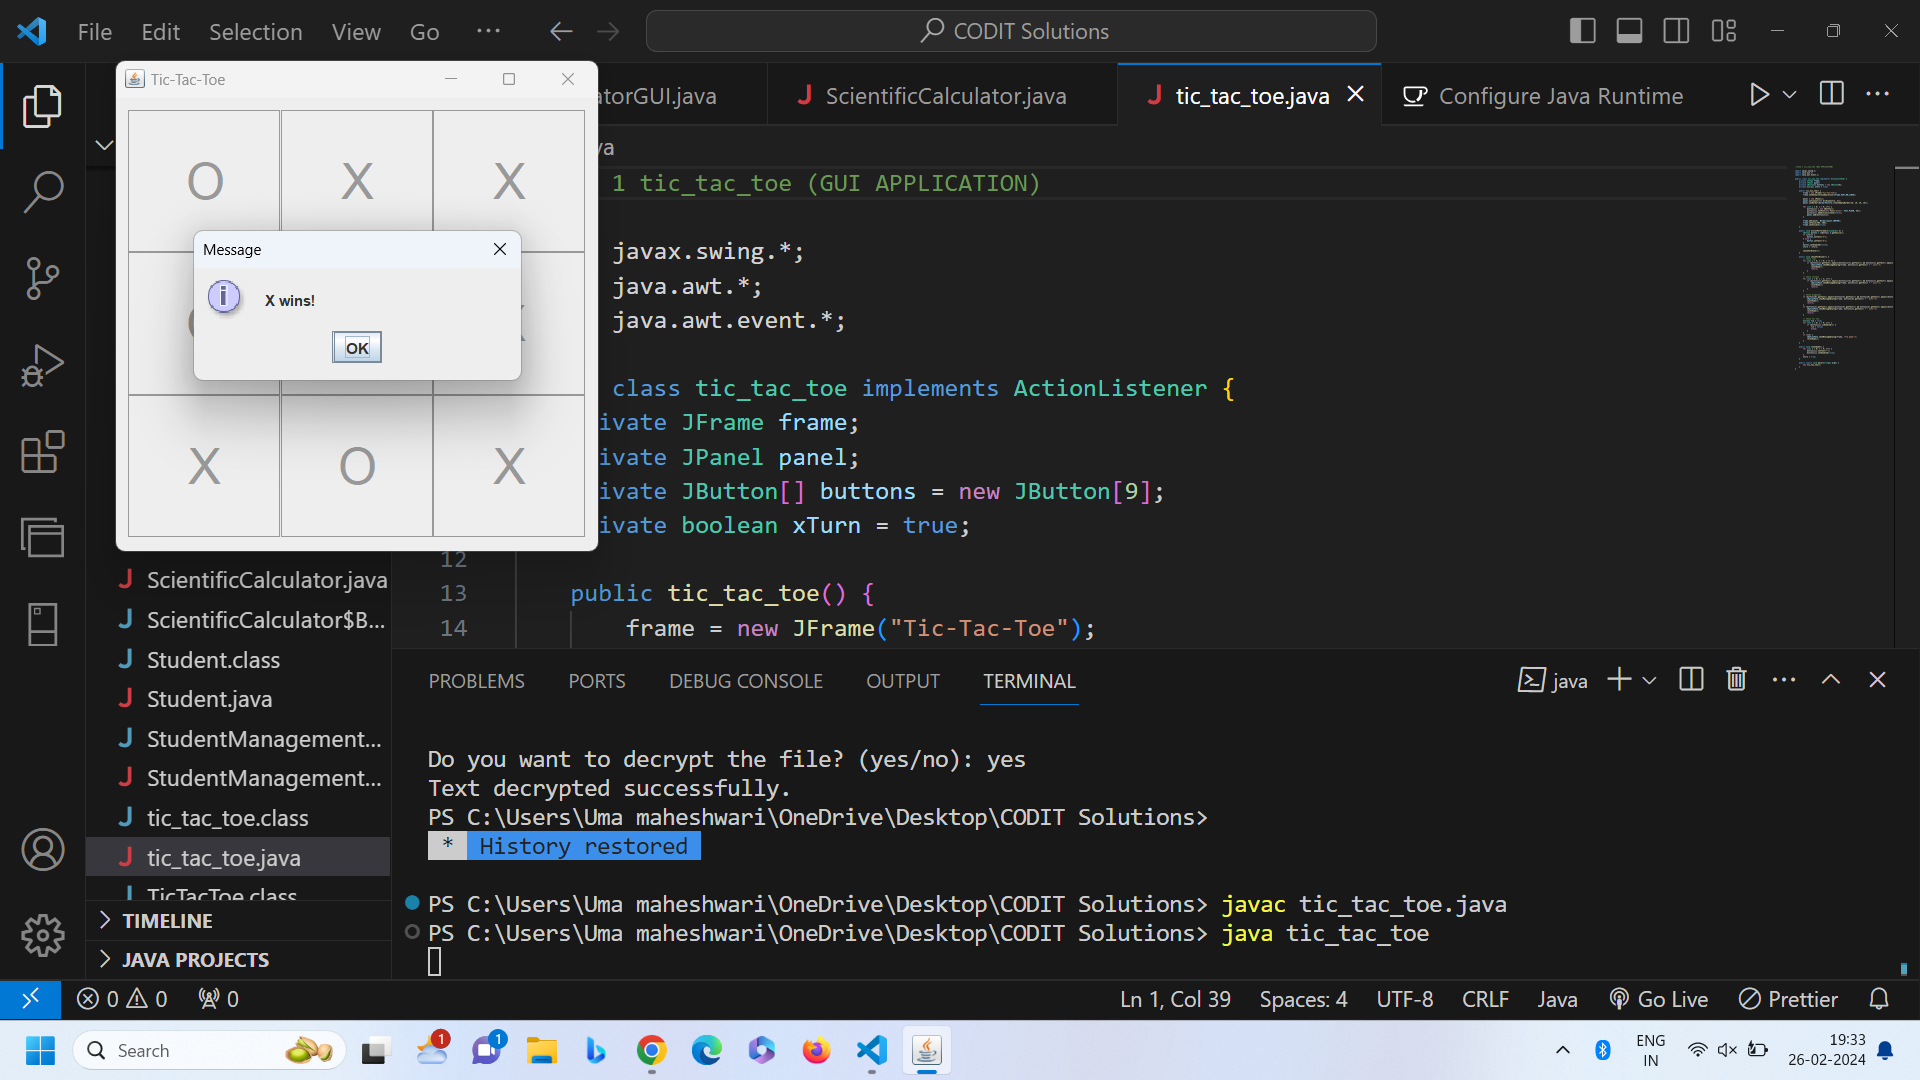 File Edit Selection View Go ··· CODIT Solutions
Tic-Tac-Toe
atorGUI.java ScientificCalculator.java tic_tac_toe.java Configure Java Runtime
va
O X X
X O X
Message
X wins!
OK
1 tic_tac_toe (GUI APPLICATION)
javax.swing.*;
java.awt.*;
java.awt.event.*;
class tic_tac_toe implements ActionListener {
ivate JFrame frame;
ivate JPanel panel;
ivate JButton[] buttons = new JButton[9];
ivate boolean xTurn = true;
12
13 public tic_tac_toe() {
14 frame = new JFrame("Tic-Tac-Toe");
ScientificCalculator.java
ScientificCalculator$B...
Student.class
Student.java
StudentManagement...
StudentManagement...
tic_tac_toe.class
tic_tac_toe.java
TicTacToe.class
TIMELINE
JAVA PROJECTS
PROBLEMS PORTS DEBUG CONSOLE OUTPUT TERMINAL java
Do you want to decrypt the file? (yes/no): yes
Text decrypted successfully.
PS C:\Users\Uma maheshwari\OneDrive\Desktop\CODIT Solutions>
* History restored
PS C:\Users\Uma maheshwari\OneDrive\Desktop\CODIT Solutions> javac tic_tac_toe.java
PS C:\Users\Uma maheshwari\OneDrive\Desktop\CODIT Solutions> java tic_tac_toe
0 0 0 Ln 1, Col 39 Spaces: 4 UTF-8 CRLF Java Go Live Prettier
Search 1 1 ENG 19:33
IN 26-02-2024